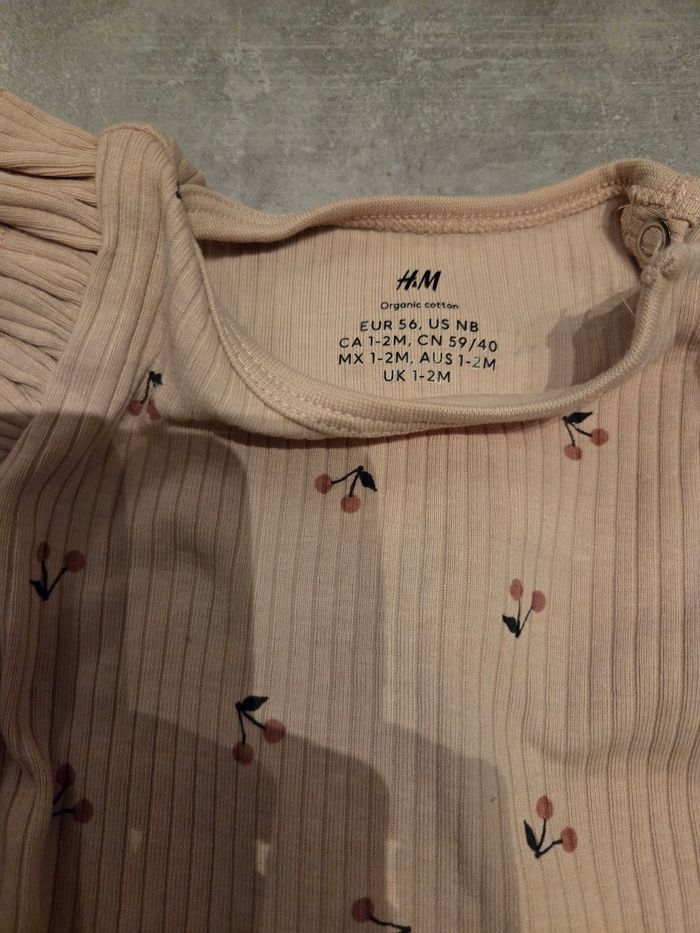 H&M
Organic cotton
EUR 56, US NB
CA 1-2M, CN 59/40
MX 1-2M, AUS 1-2M
UK 1-2M